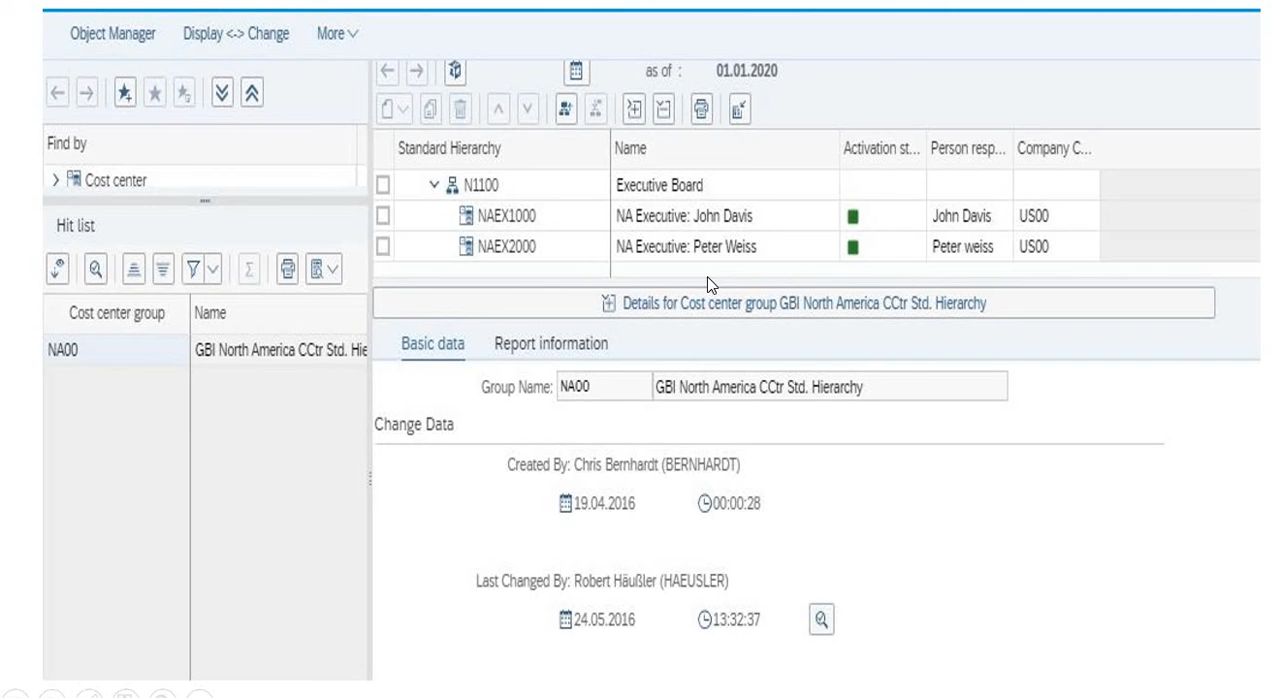 Object Manager Display <-> Change More
as of : 01.01.2020
Find by
Cost center
Hit list
Cost center group Name
NA00 GBI North America CCtr Std. Hie
Standard Hierarchy Name Activation st... Person resp... Company C...
N1100 Executive Board
NAEX1000 NA Executive: John Davis John Davis US00
NAEX2000 NA Executive: Peter Weiss Peter weiss US00
Details for Cost center group GBI North America CCtr Std. Hierarchy
Basic data Report information
Group Name: NA00 GBI North America CCtr Std. Hierarchy
Change Data
Created By: Chris Bernhardt (BERNHARDT)
19.04.2016 00:00:28
Last Changed By: Robert Häußler (HAEUSLER)
24.05.2016 13:32:37